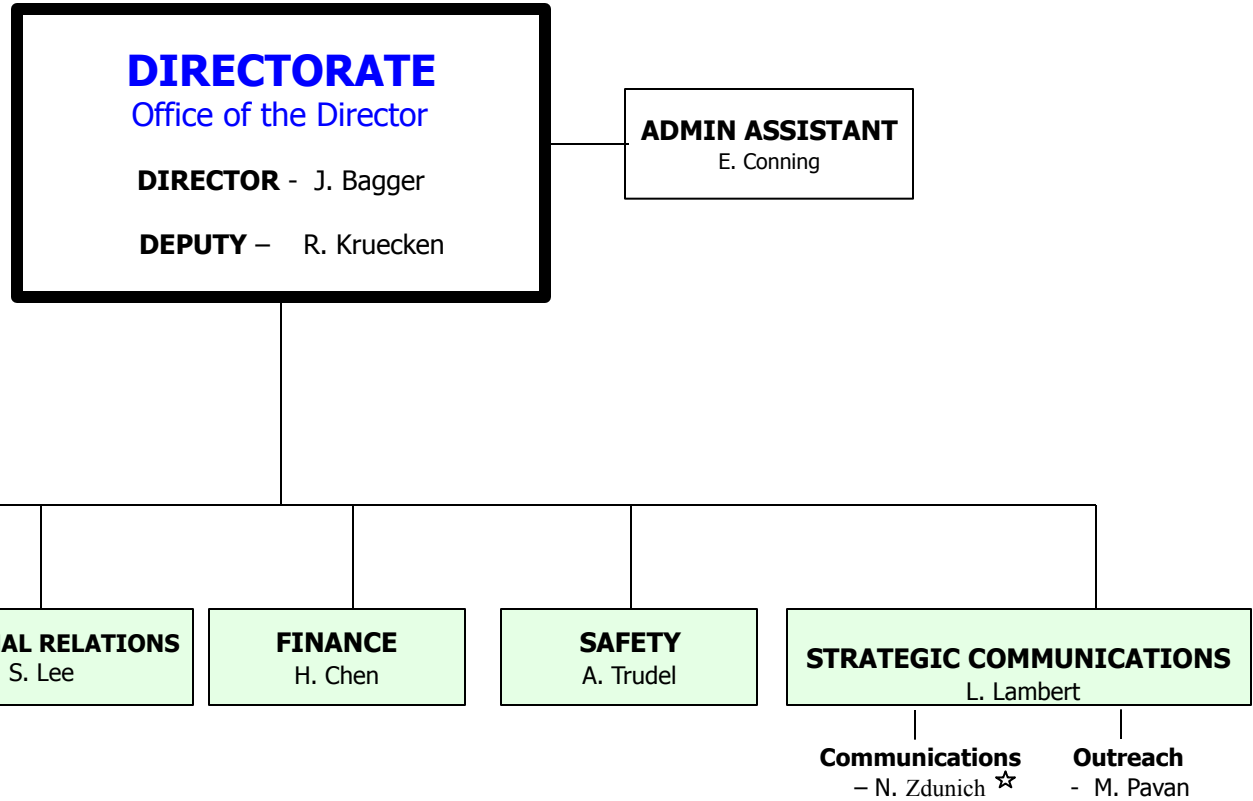 DIRECTORATE
Office of the Director
DIRECTOR - J. Bagger
DEPUTY – R. Kruecken
ADMIN ASSISTANT
E. Conning
AL RELATIONS
S. Lee
FINANCE
H. Chen
SAFETY
A. Trudel
STRATEGIC COMMUNICATIONS
L. Lambert
Communications
– N. Zdunich ☆
Outreach
- M. Pavan